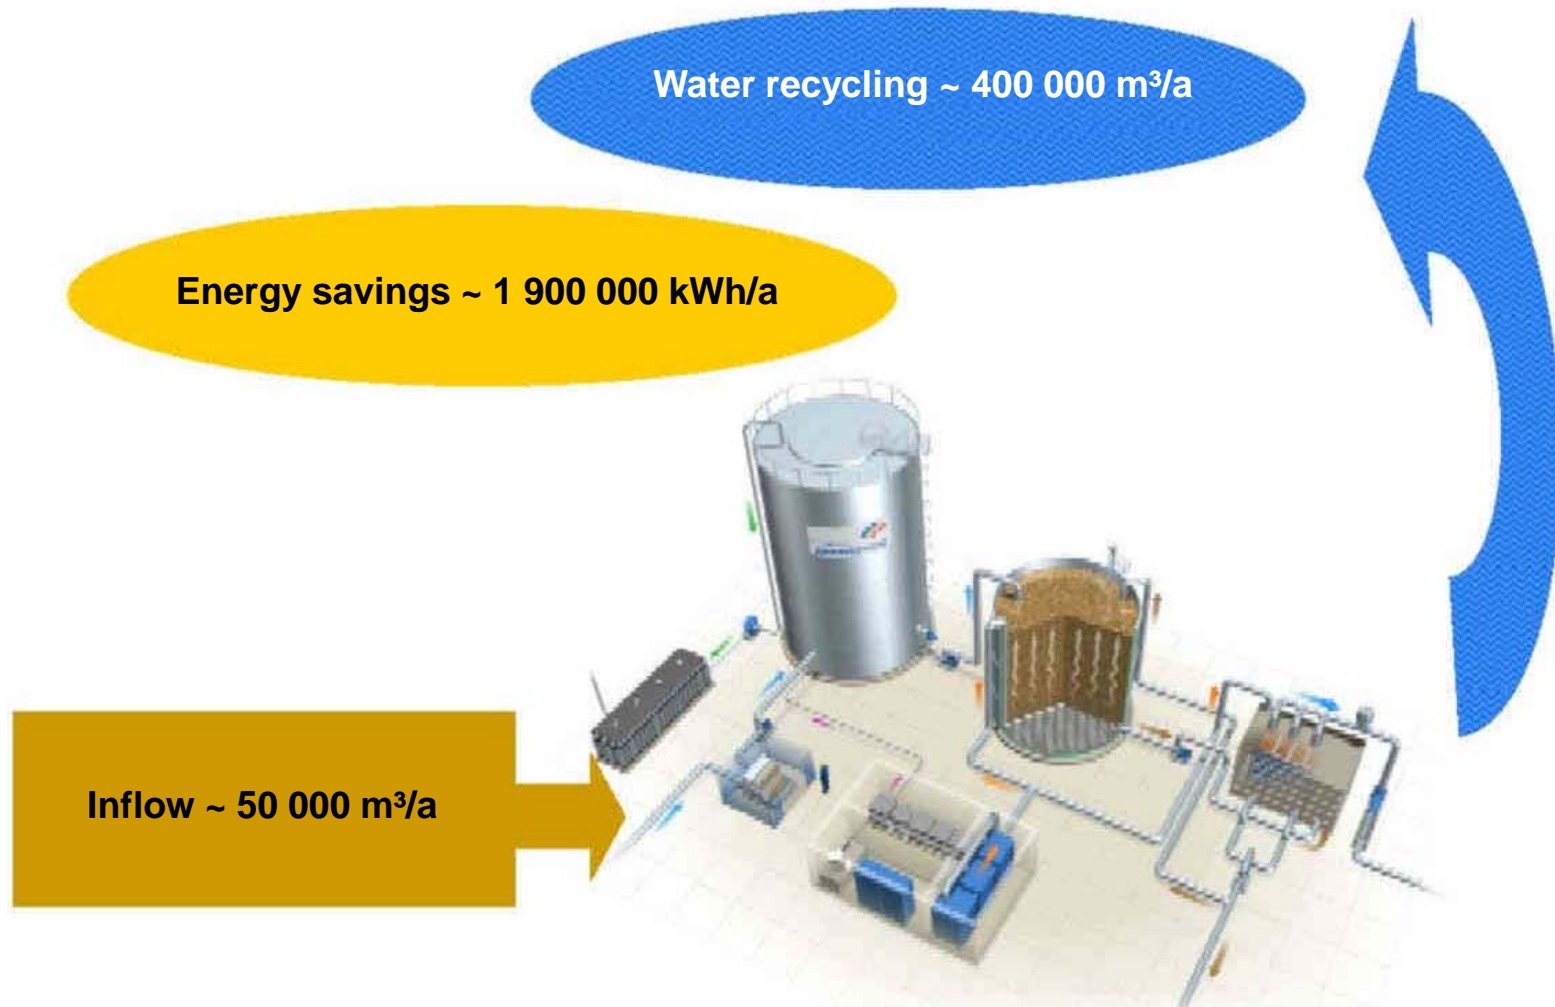 Water recycling ~ 400 000 m³/a
Energy savings ~ 1 900 000 kWh/a
Inflow ~ 50 000 m³/a